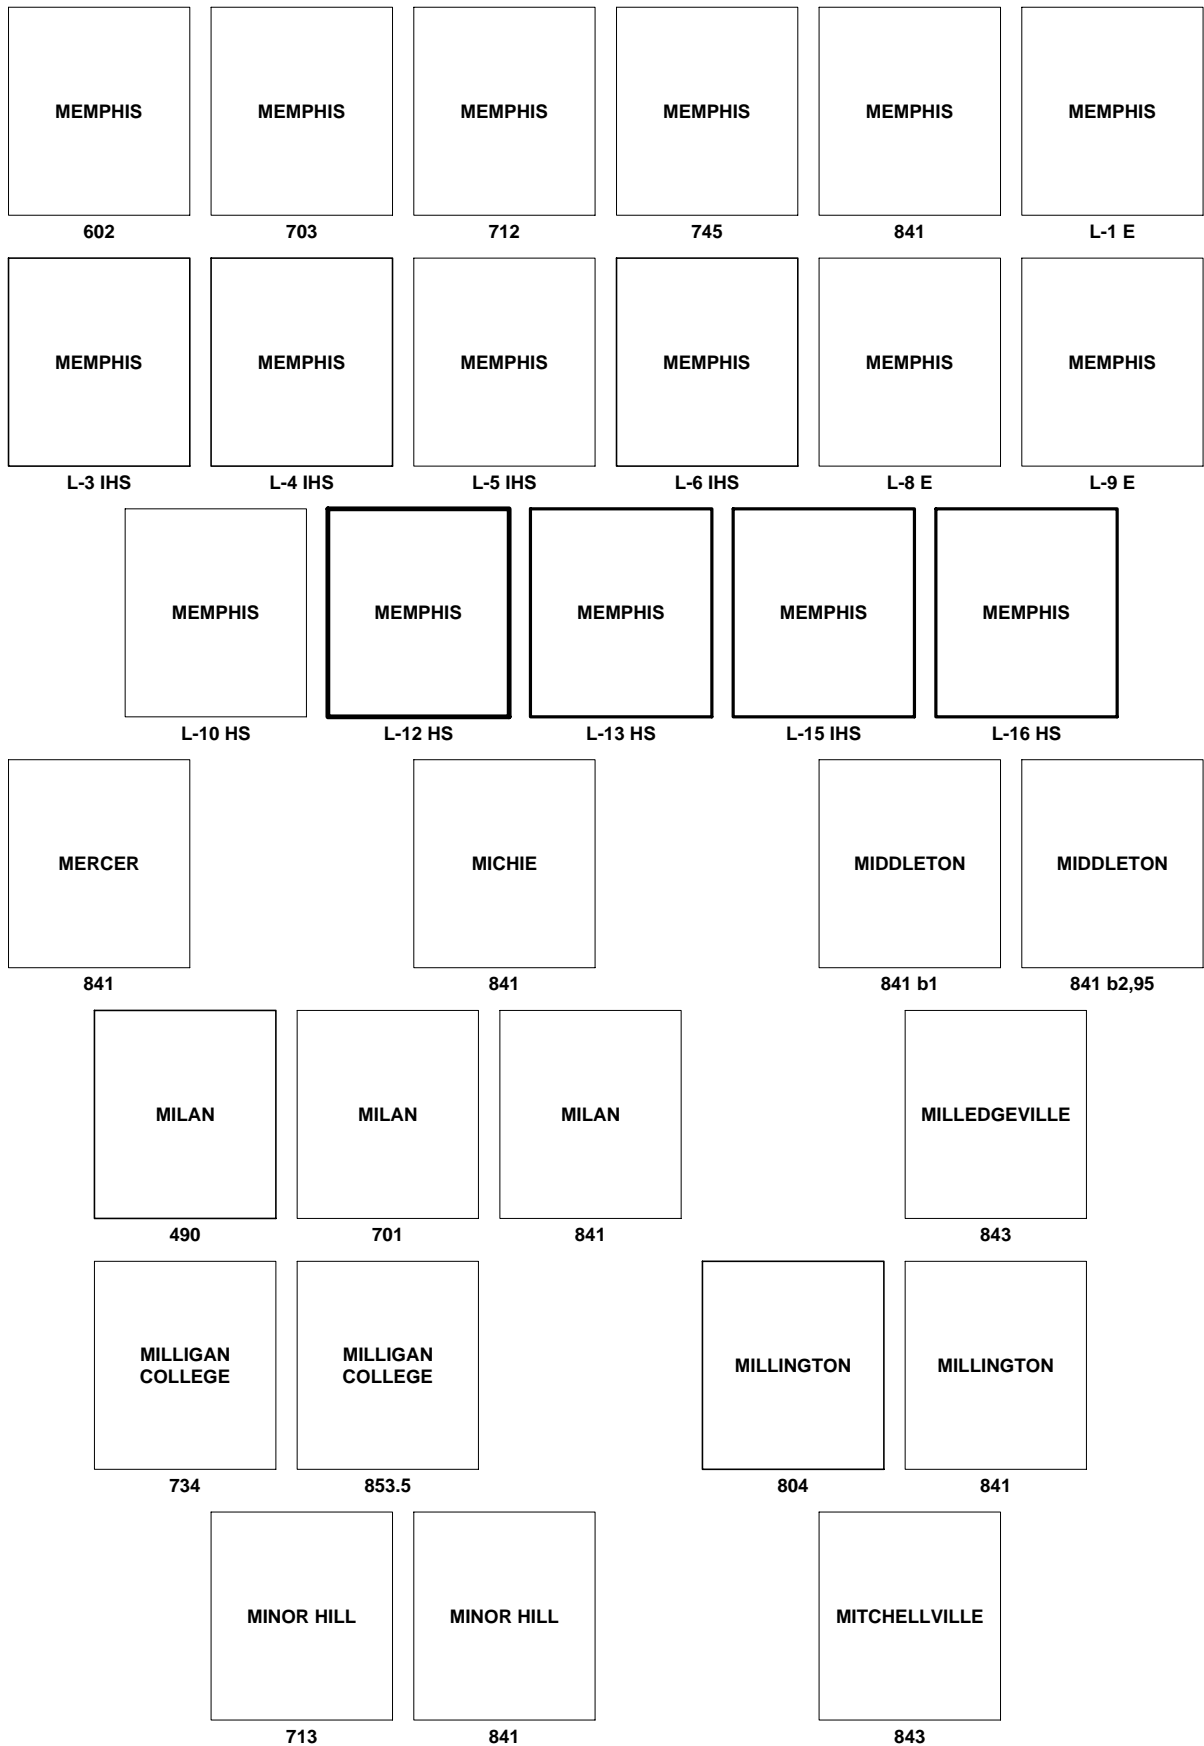 MEMPHIS MEMPHIS MEMPHIS MEMPHIS MEMPHIS MEMPHIS
602 703 712 745 841 L-1 E
MEMPHIS MEMPHIS MEMPHIS MEMPHIS MEMPHIS MEMPHIS
L-3 IHS L-4 IHS L-5 IHS L-6 IHS L-8 E L-9 E
MEMPHIS MEMPHIS MEMPHIS MEMPHIS MEMPHIS
L-10 HS L-12 HS L-13 HS L-15 IHS L-16 HS
MERCER MICHIE MIDDLETON MIDDLETON
841 841 841 b1 841 b2,95
MILAN MILAN MILAN MILLEDGEVILLE
490 701 841 843
MILLIGAN MILLIGAN
COLLEGE COLLEGE MILLINGTON MILLINGTON
734 853.5 804 841
MINOR HILL MINOR HILL MITCHELLVILLE
713 841 843